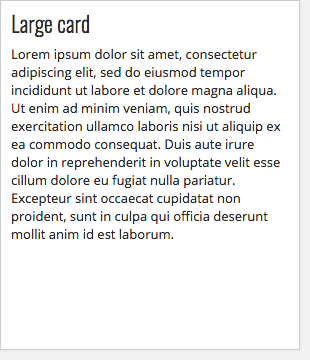 Large card
Lorem ipsum dolor sit amet, consectetur
adipiscing elit, sed do eiusmod tempor
incididunt ut labore et dolore magna aliqua.
Ut enim ad minim veniam, quis nostrud
exercitation ullamco laboris nisi ut aliquip ex
ea commodo consequat. Duis aute irure
dolor in reprehenderit in voluptate velit esse
cillum dolore eu fugiat nulla pariatur.
Excepteur sint occaecat cupidatat non
proident, sunt in culpa qui officia deserunt
mollit anim id est laborum.